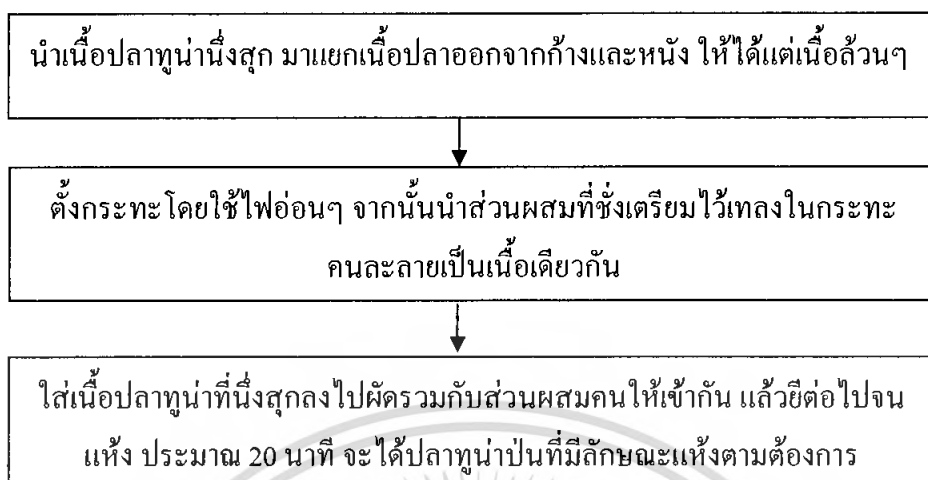 นำเนื้อปลาทูน่านึ่งสุก มาแยกเนื้อปลาออกจากก้างและหนัง ให้ได้แต่เนื้อล้วนๆ
ตั้งกระทะโดยใช้ไฟอ่อนๆ จากนั้นนำส่วนผสมที่ชั่งเตรียมไว้เทลงในกระทะ
คนละลายเป็นเนื้อเดียวกัน
ใส่เนื้อปลาทูน่าที่นึ่งสุกลงไปผัดรวมกับส่วนผสมคนให้เข้ากัน แล้วยีต่อไปจน
แห้ง ประมาณ 20 นาที จะได้ปลาทูน่าป่นที่มีลักษณะแห้งตามต้องการ